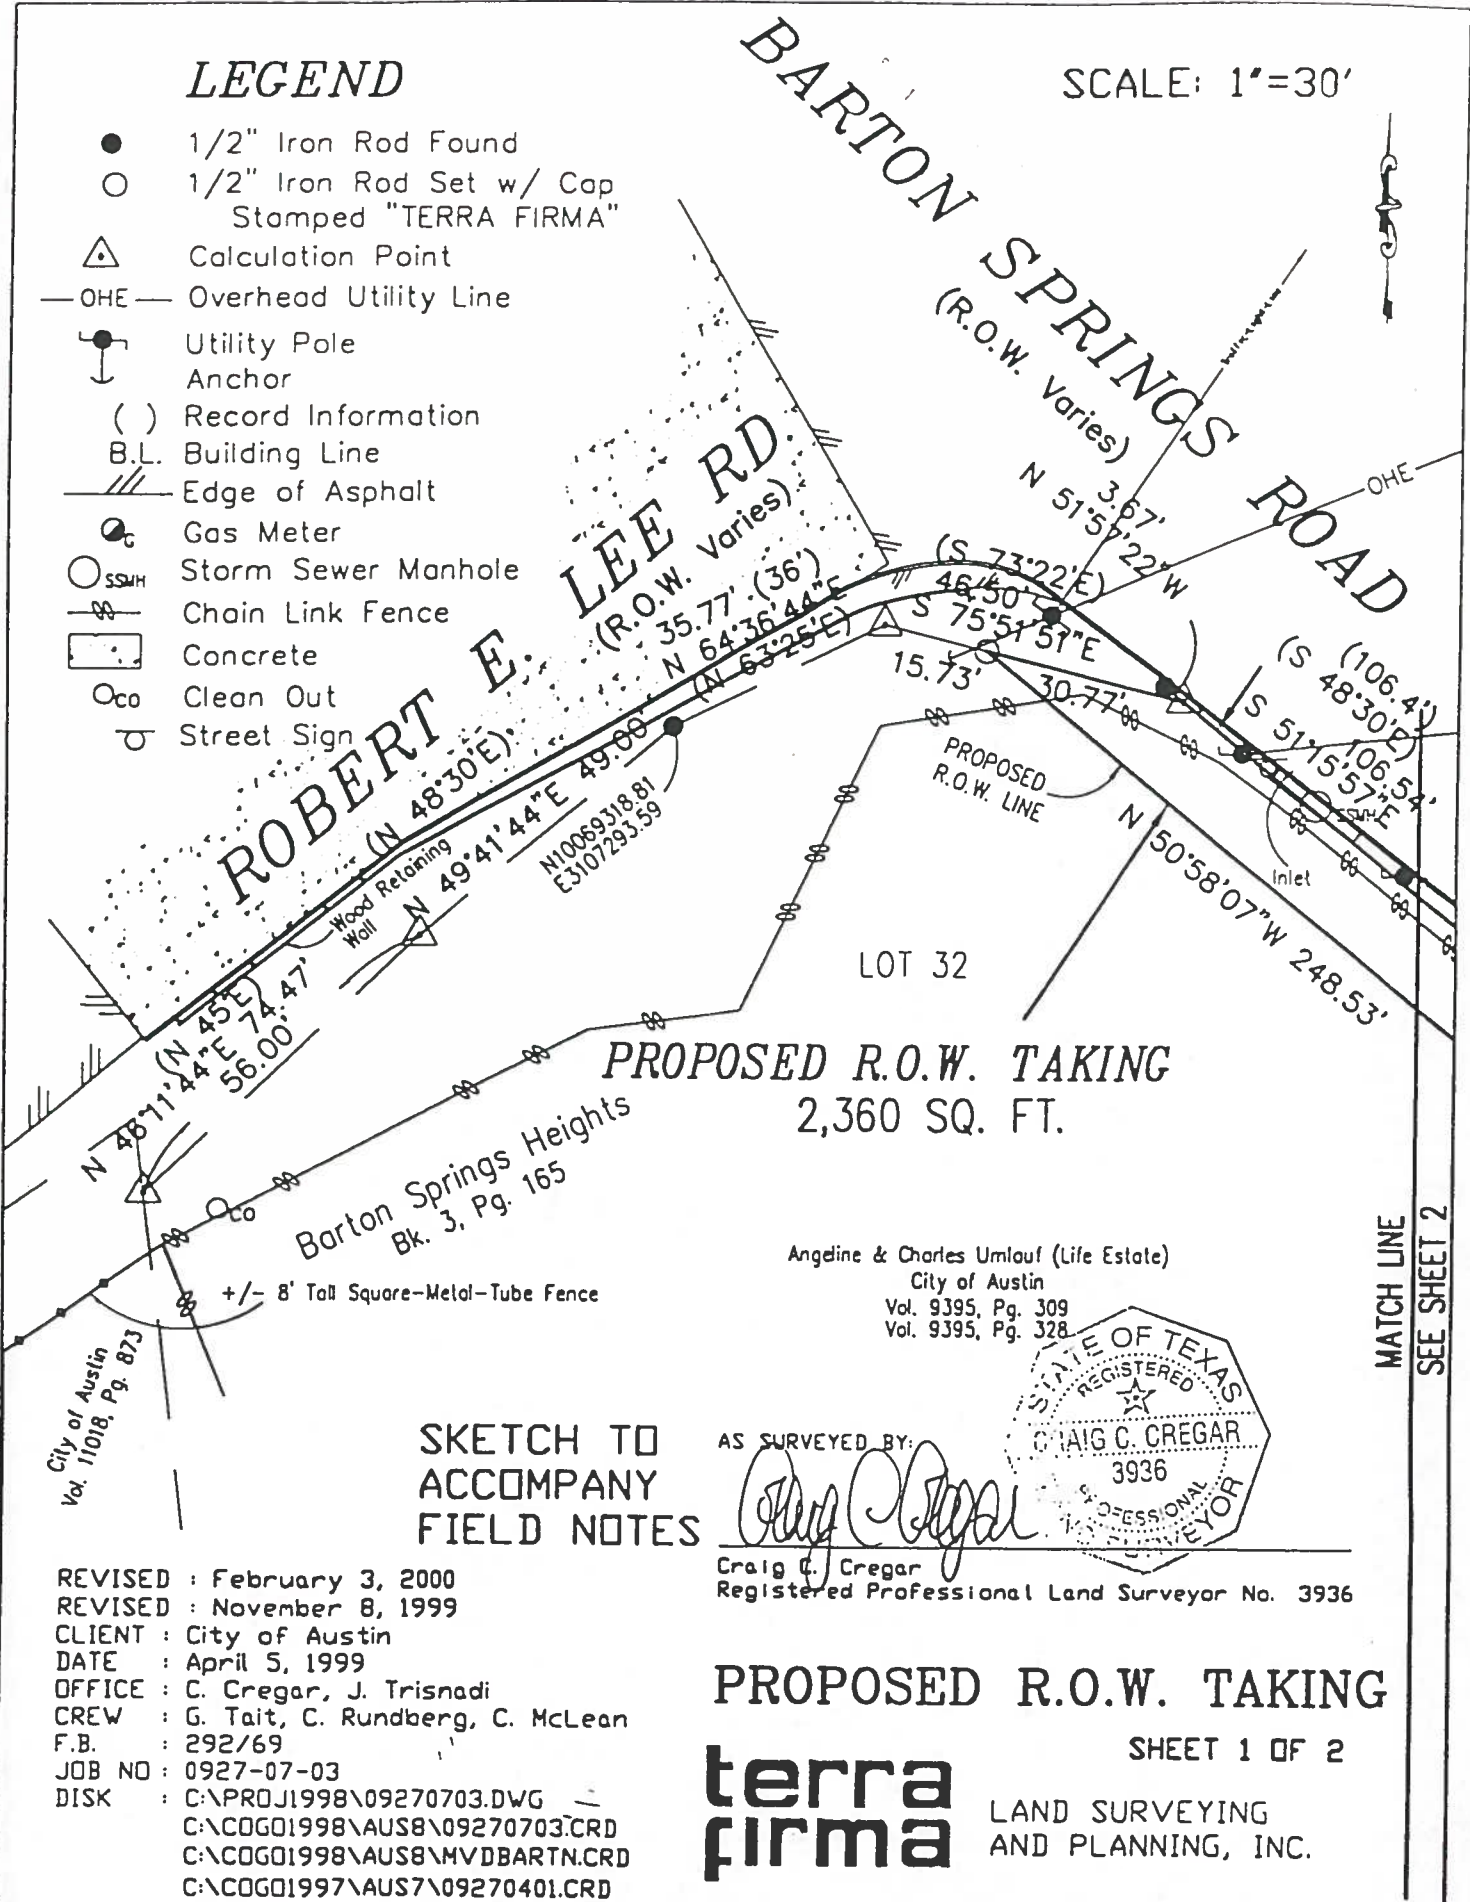 LEGEND
1/2" Iron Rod Found
1/2" Iron Rod Set w/ Cap
Stamped "TERRA FIRMA"
Calculation Point
OHE Overhead Utility Line
Utility Pole
Anchor
( ) Record Information
B.L. Building Line
Edge of Asphalt
G Gas Meter
SSMH Storm Sewer Manhole
Chain Link Fence
Concrete
CO Clean Out
Street Sign
SCALE: 1"=30'
BARTON SPRINGS ROAD
(R.O.W. Varies)
ROBERT E. LEE RD.
(R.O.W. Varies)
3.67'
N 51°57'22"W
OHE
(S 73°22'E)
46.50'
S 75°51'51"E
15.73'
30.77'
35.77' (36')
N 64°36'44"E
(N 63°25'E)
(106.4')
(S 48°30'E)
106.54'
S 51°15'57"E
SSMH
Inlet
PROPOSED
R.O.W. LINE
N 50°58'07"W 248.53'
(N 48°30'E)
N 49°41'44"E 49.00'
N10069318.81
E3107293.59
Wood Retaining
Wall
(N 45°E)
N 48°11'44"E 74.47'
56.00'
LOT 32
PROPOSED R.O.W. TAKING
2,360 SQ. FT.
Barton Springs Heights
Bk. 3, Pg. 165
CO
+/- 8' Tall Square-Metal-Tube Fence
City of Austin
Vol. 11018, Pg. 873
Angeline & Charles Umlauf (Life Estate)
City of Austin
Vol. 9395, Pg. 309
Vol. 9395, Pg. 328
MATCH LINE
SEE SHEET 2
STATE OF TEXAS
REGISTERED
CRAIG C. CREGAR
3936
PROFESSIONAL
SURVEYOR
SKETCH TO
ACCOMPANY
FIELD NOTES
AS SURVEYED BY:
Craig C. Cregar
Craig C. Cregar
Registered Professional Land Surveyor No. 3936
REVISED : February 3, 2000
REVISED : November 8, 1999
CLIENT : City of Austin
DATE : April 5, 1999
OFFICE : C. Cregar, J. Trisnadi
CREW : G. Tait, C. Rundberg, C. McLean
F.B. : 292/69
JOB NO : 0927-07-03
DISK : C:\PROJ1998\09270703.DWG
C:\COGO1998\AUS8\09270703.CRD
C:\COGO1998\AUS8\MVDBARTN.CRD
C:\COGO1997\AUS7\09270401.CRD
PROPOSED R.O.W. TAKING
SHEET 1 OF 2
terra
firma
LAND SURVEYING
AND PLANNING, INC.